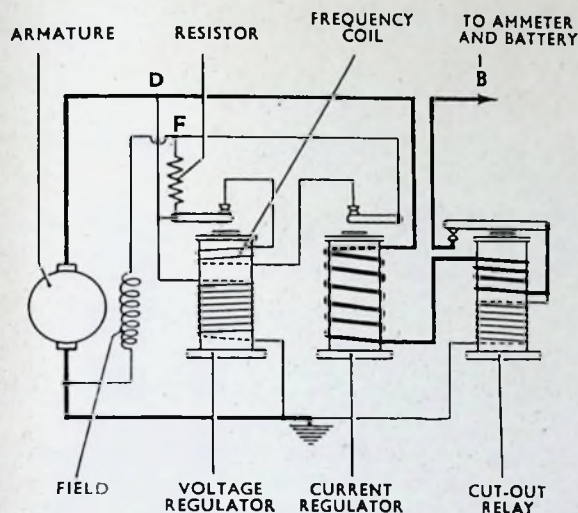 ARMATURE
RESISTOR
FREQUENCY
COIL
TO AMMETER
AND BATTERY
D
F
B
FIELD
VOLTAGE
REGULATOR
CURRENT
REGULATOR
CUT-OUT
RELAY